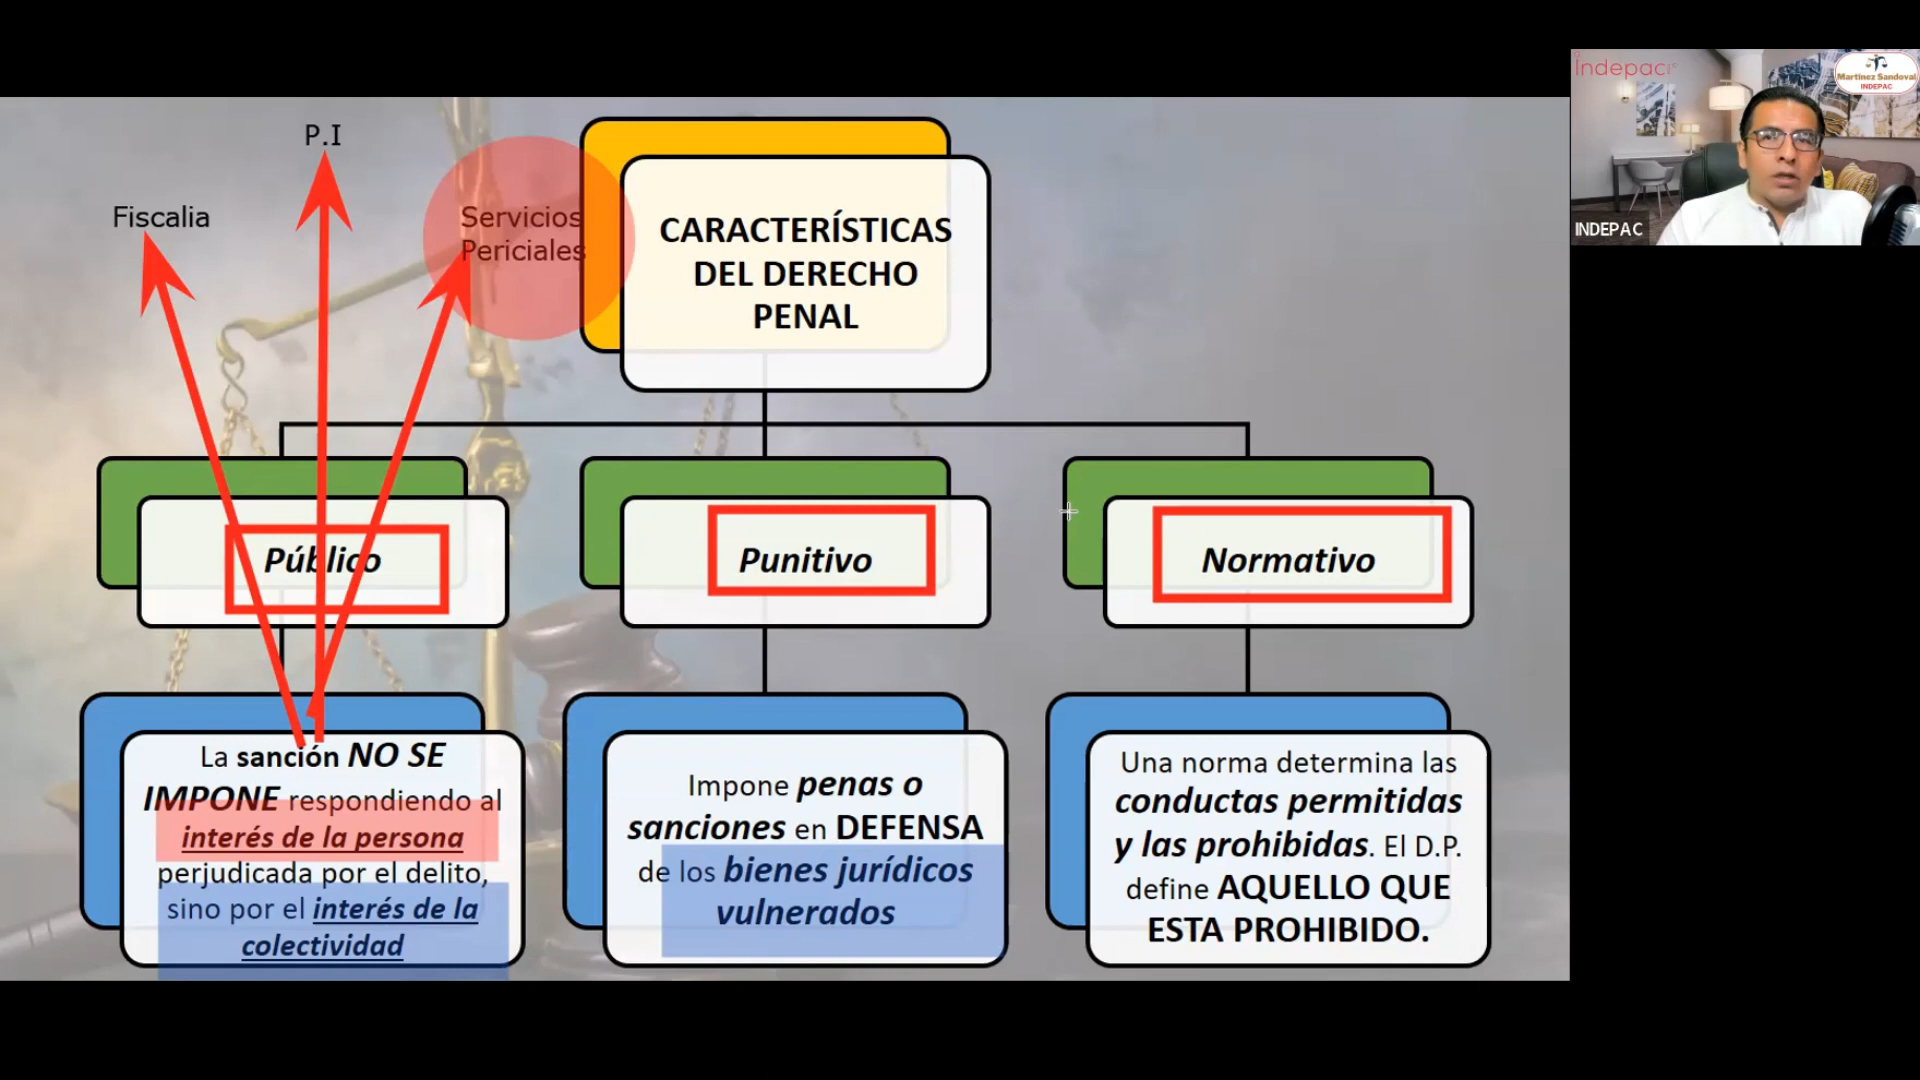 P.I
Fiscalia
Servicios
Periciales
CARACTERÍSTICAS
DEL DERECHO
PENAL
Público
Punitivo
Normativo
La sanción NO SE
IMPONE respondiendo al
interés de la persona
perjudicada por el delito,
sino por el interés de la
colectividad
Impone penas o
sanciones en DEFENSA
de los bienes jurídicos
vulnerados
Una norma determina las
conductas permitidas
y las prohibidas. El D.P.
define AQUELLO QUE
ESTA PROHIBIDO.
Indepac
Martínez Sandoval
INDEPAC
INDEPAC